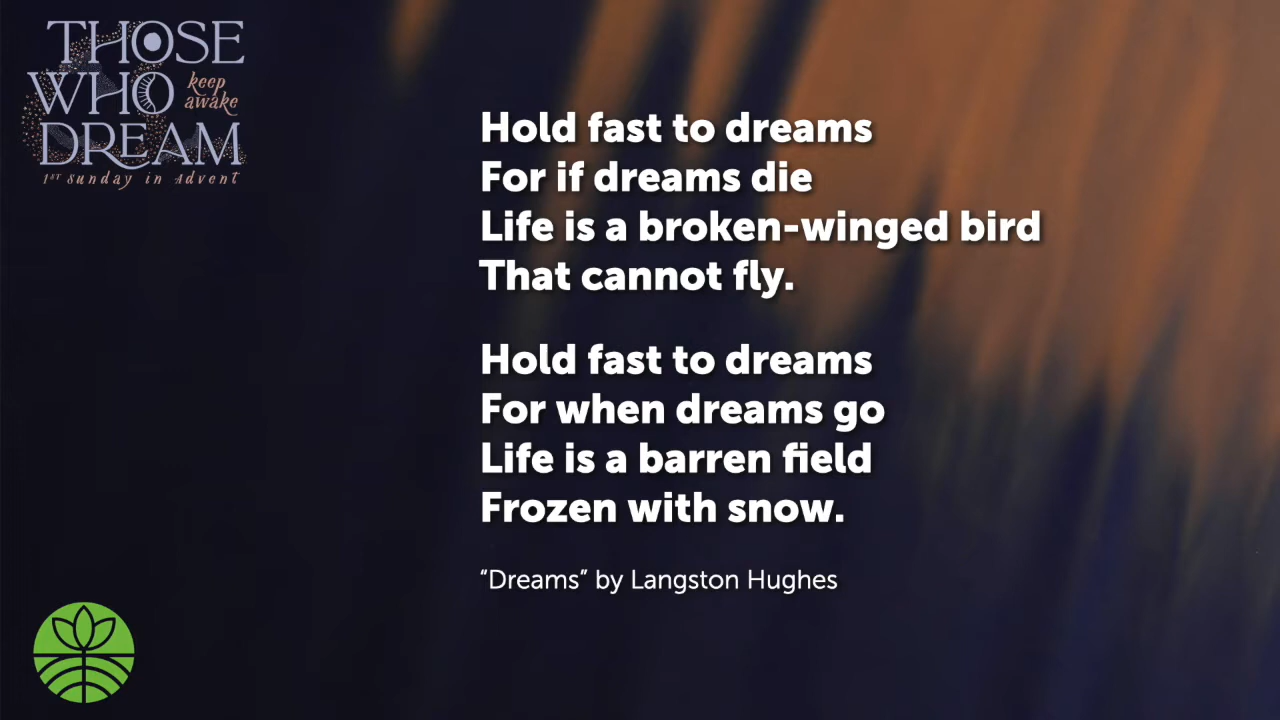 THOSE
WHO keep awake
DREAM
1ST Sunday in Advent
Hold fast to dreams
For if dreams die
Life is a broken-winged bird
That cannot fly.
Hold fast to dreams
For when dreams go
Life is a barren field
Frozen with snow.
“Dreams” by Langston Hughes